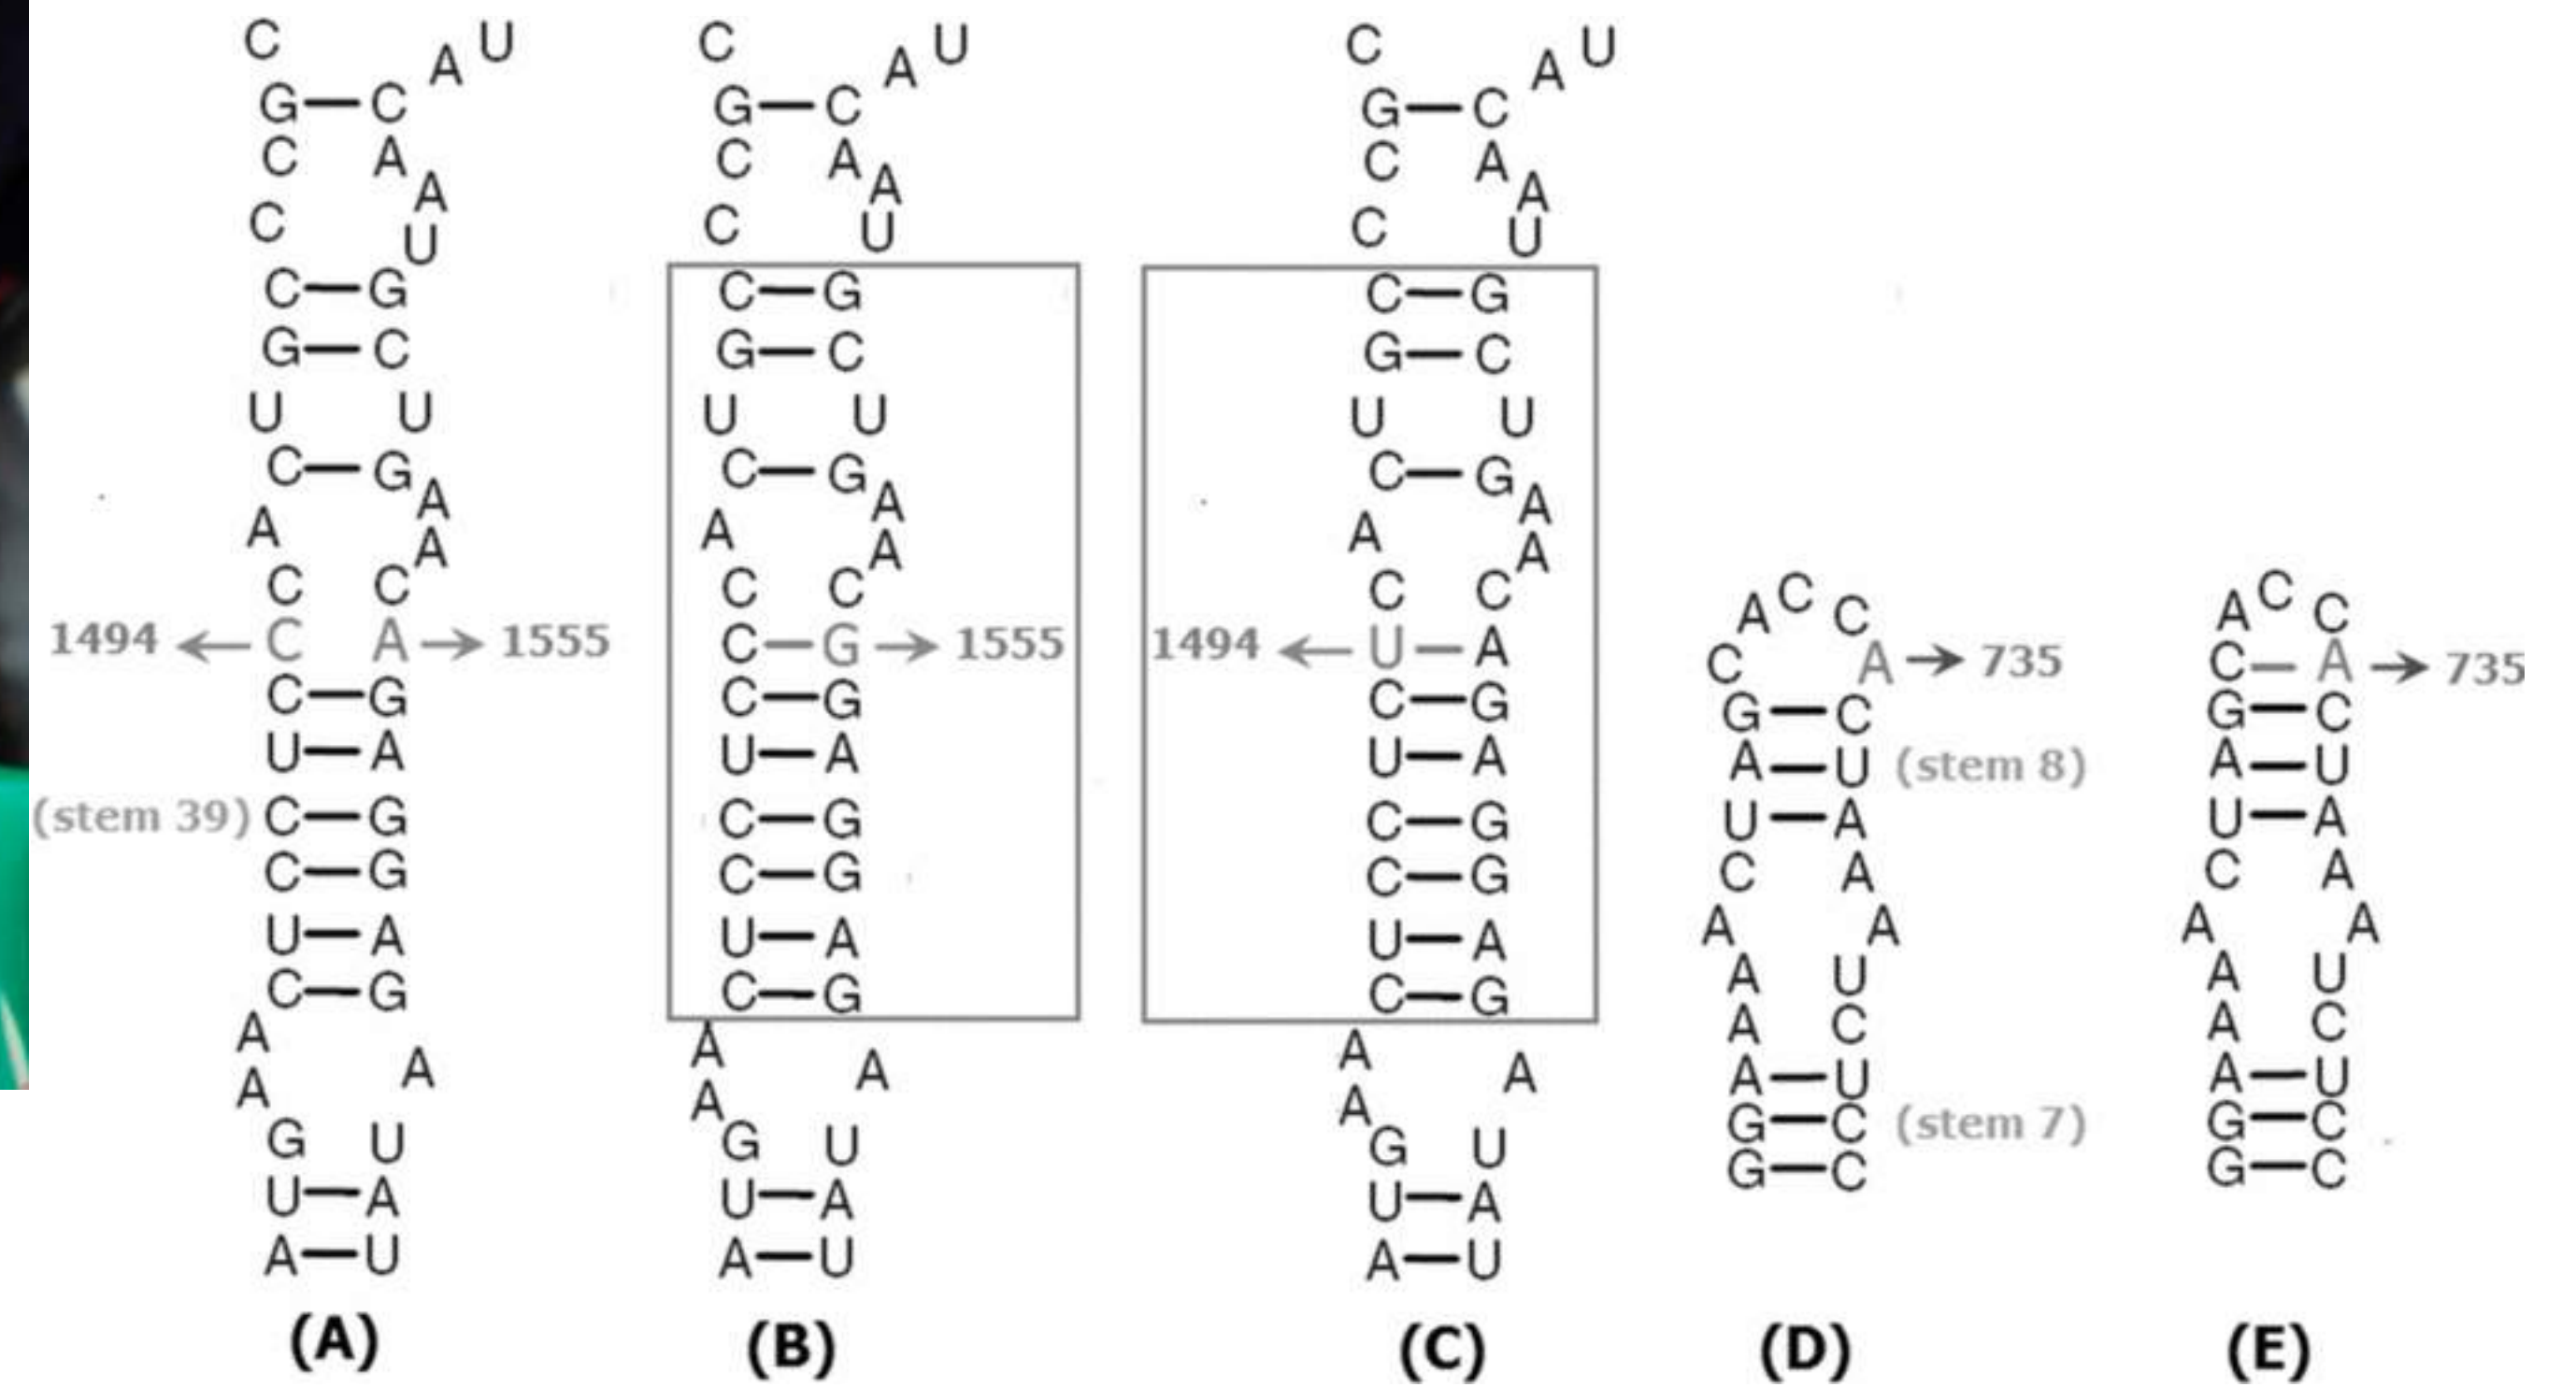 C A U
G—C
C A
A
C U
C—G
G—C
U U
C—G
A A
A
C C
1494 ← C A → 1555
C—G
U—A
(stem 39) C—G
C—G
U—A
C—G
A
A A
G U
U—A
A—U
(A)
C A U
G—C
C A
A
C U
C—G
G—C
U U
C—G
A A
A
C C
C—G → 1555
C—G
U—A
C—G
C—G
U—A
C—G
A
A A
G U
U—A
A—U
(B)
C A U
G—C
C A
A
C U
C—G
G—C
U U
C—G
A A
A
C C
1494 ← U—A
C—G
U—A
C—G
C—G
U—A
C—G
A
A A
G U
U—A
A—U
(C)
A C C
C A → 735
G—C
A—U (stem 8)
U—A
C A
A A
A U
A C
A—U
G—C (stem 7)
G—C
(D)
A C C
C—A → 735
G—C
A—U
U—A
C A
A A
A U
A C
A—U
G—C
G—C
(E)